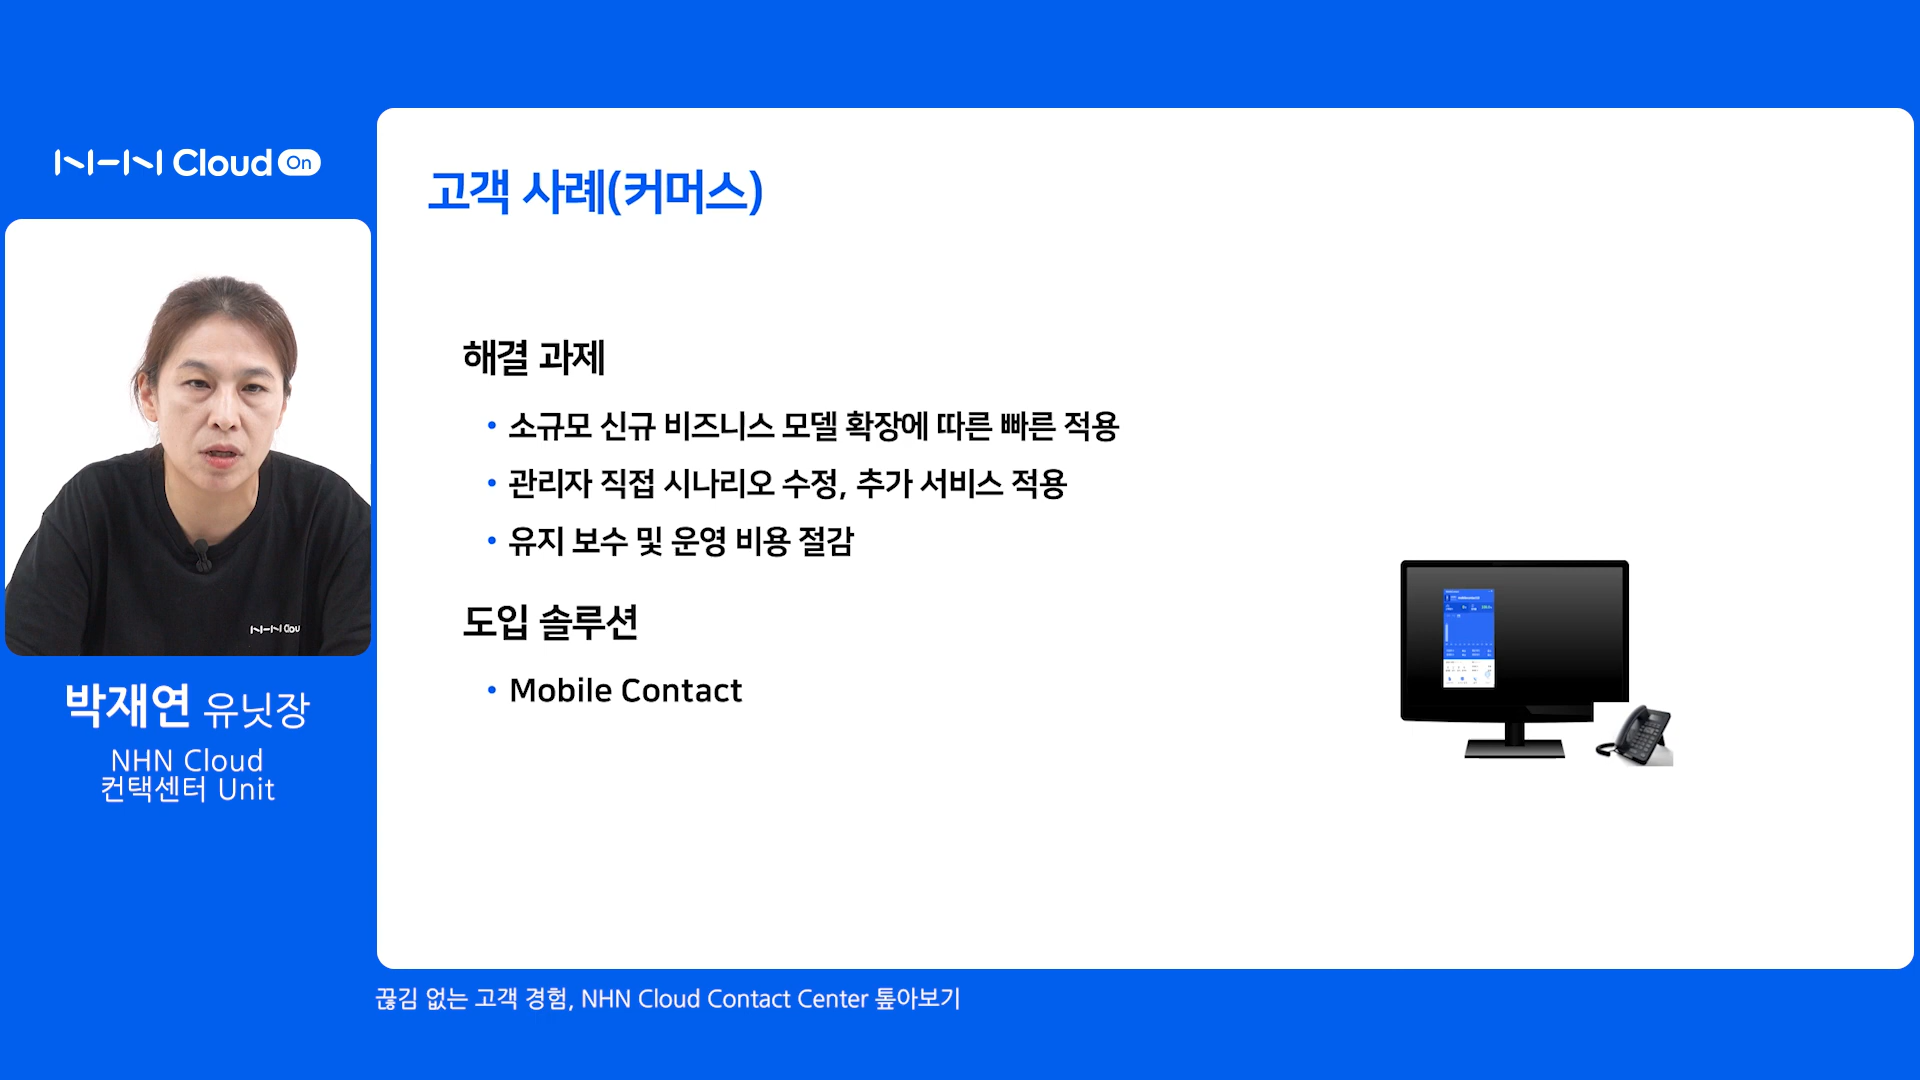 NHN Cloud On
고객 사례(커머스)
해결 과제
• 소규모 신규 비즈니스 모델 확장에 따른 빠른 적용
• 관리자 직접 시나리오 수정, 추가 서비스 적용
• 유지 보수 및 운영 비용 절감
도입 솔루션
• Mobile Contact
NHN Clou
박재연 유닛장
NHN Cloud
컨택센터 Unit
끊김 없는 고객 경험, NHN Cloud Contact Center 톺아보기